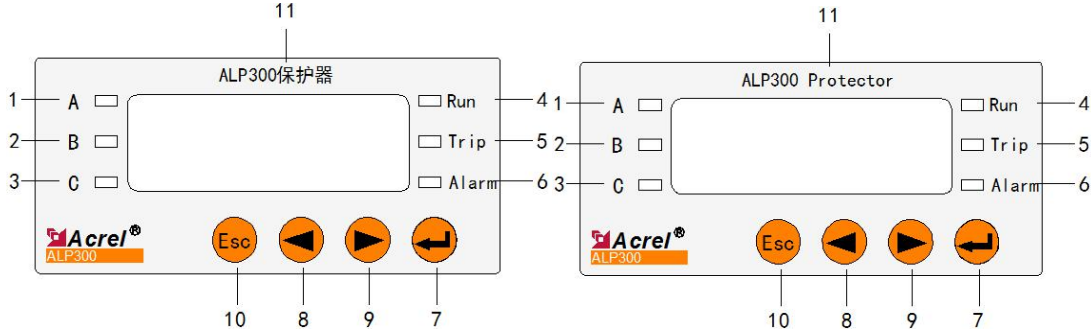 11
ALP300保护器
1 A Run 4
2 B Trip 5
3 C Alarm 6
Acrel®
ALP300
Esc
10 8 9 7
11
ALP300 Protector
1 A Run 4
2 B Trip 5
3 C Alarm 6
Acrel®
ALP300
Esc
10 8 9 7